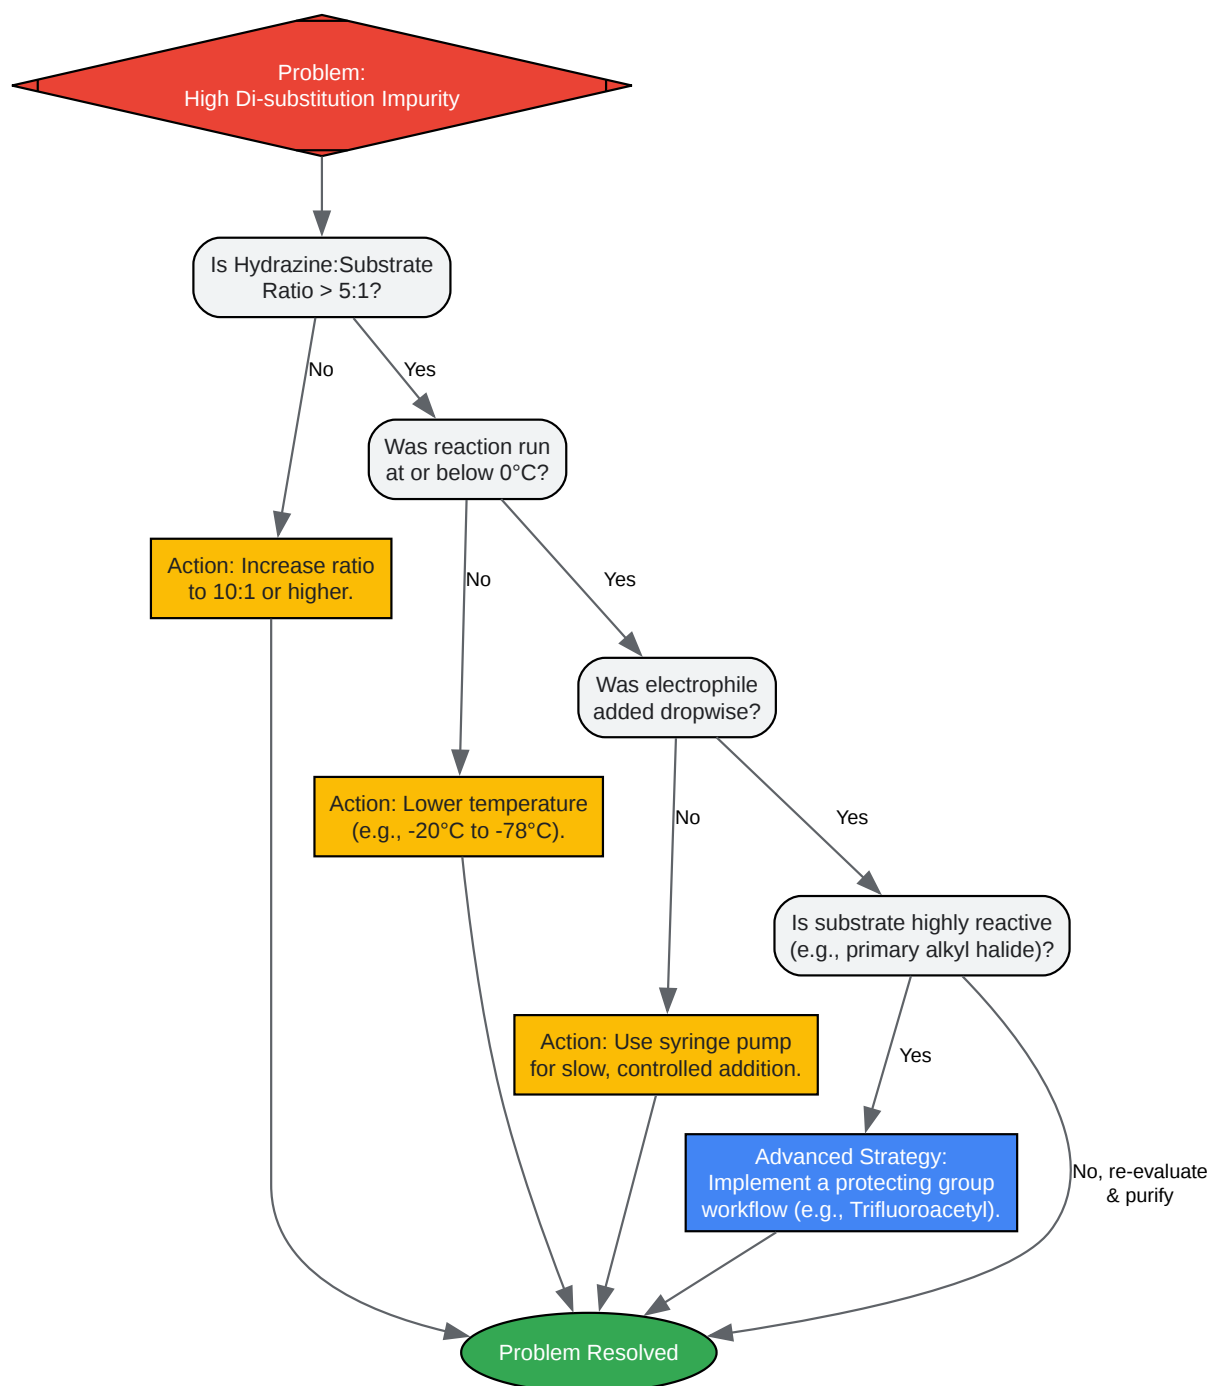 Problem:
High Di-substitution Impurity
Is Hydrazine:Substrate
Ratio > 5:1?
No
Yes
Was reaction run
at or below 0°C?
Action: Increase ratio
to 10:1 or higher.
No
Yes
Was electrophile
added dropwise?
Action: Lower temperature
(e.g., -20°C to -78°C).
No
Yes
Is substrate highly reactive
(e.g., primary alkyl halide)?
Action: Use syringe pump
for slow, controlled addition.
Yes
Advanced Strategy:
Implement a protecting group
workflow (e.g., Trifluoroacetyl).
No, re-evaluate
& purify
Problem Resolved